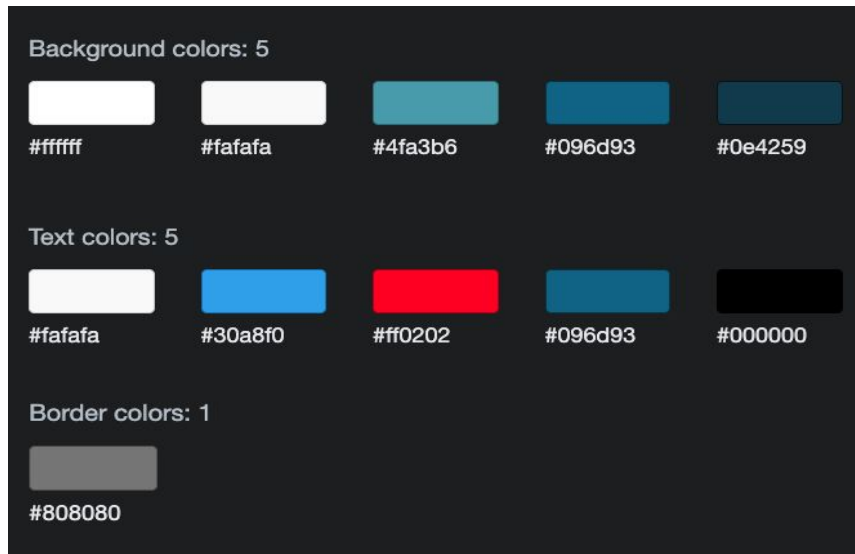 Background colors: 5
#ffffff #fafafa #4fa3b6 #096d93 #0e4259
Text colors: 5
#fafafa #30a8f0 #ff0202 #096d93 #000000
Border colors: 1
#808080